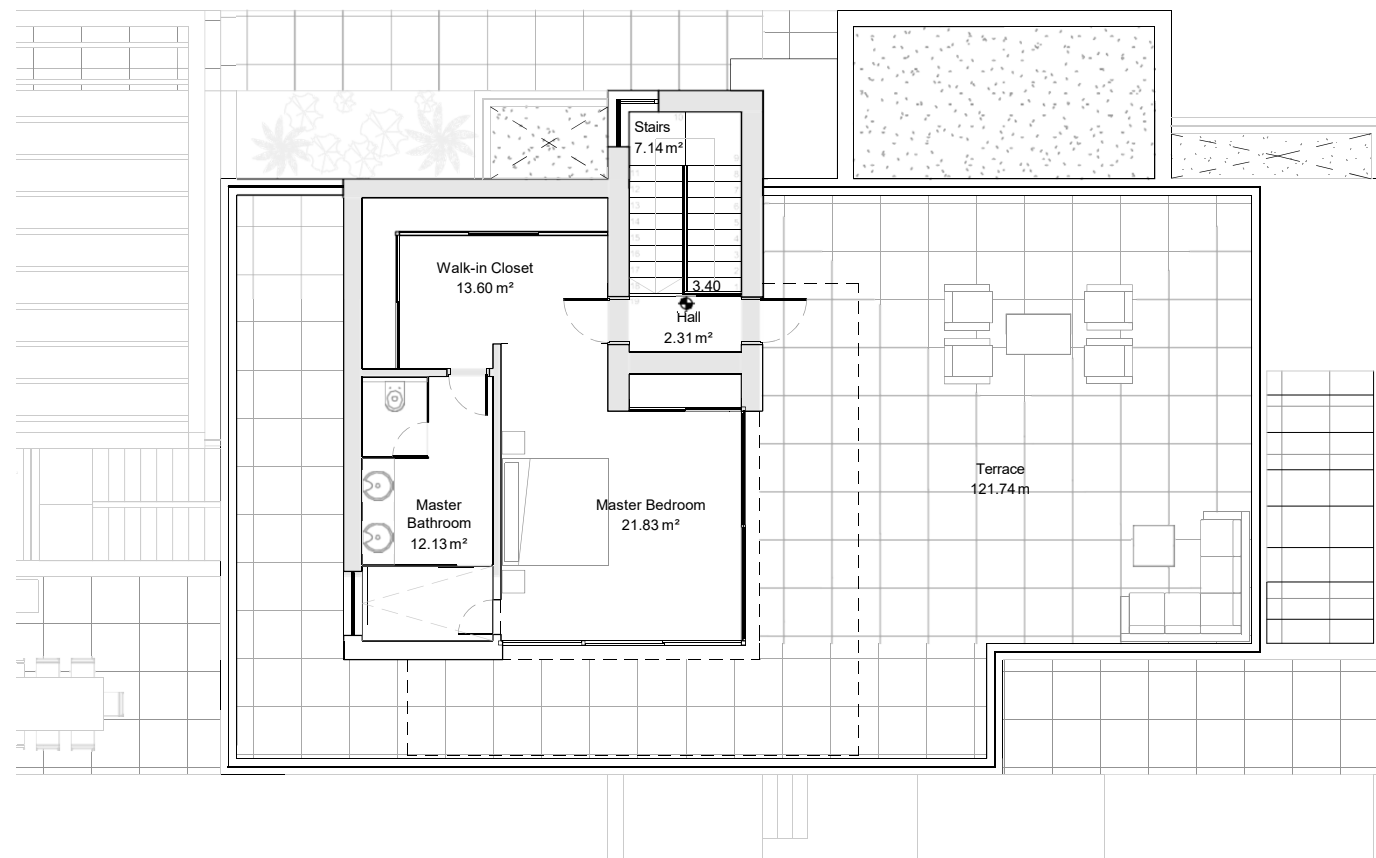 Stairs
7.14 m²
Walk-in Closet
13.60 m²
3.40
Hall
2.31 m²
Terrace
121.74 m
Master Bedroom
21.83 m²
Master
Bathroom
12.13 m²